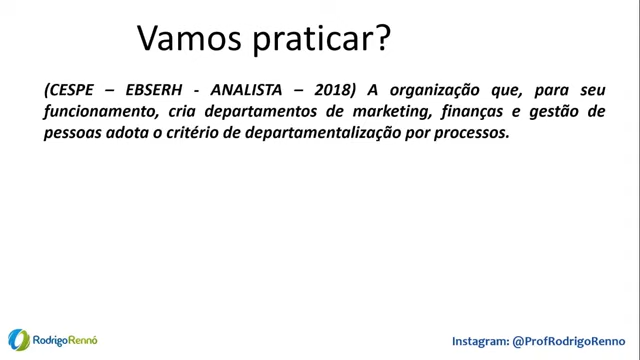 Vamos praticar?
(CESPE – EBSERH - ANALISTA – 2018) A organização que, para seu
funcionamento, cria departamentos de marketing, finanças e gestão de
pessoas adota o critério de departamentalização por processos.
RodrigoRennó
Instagram: @ProfRodrigoRenno